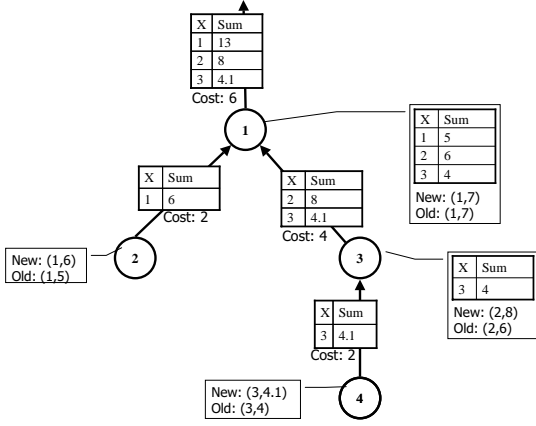 X Sum
1 13
2 8
3 4.1
Cost: 6
1
X Sum
1 5
2 6
3 4
New: (1,7)
Old: (1,7)
X Sum
1 6
Cost: 2
X Sum
2 8
3 4.1
Cost: 4
New: (1,6)
Old: (1,5)
2
3
X Sum
3 4
New: (2,8)
Old: (2,6)
X Sum
3 4.1
Cost: 2
New: (3,4.1)
Old: (3,4)
4